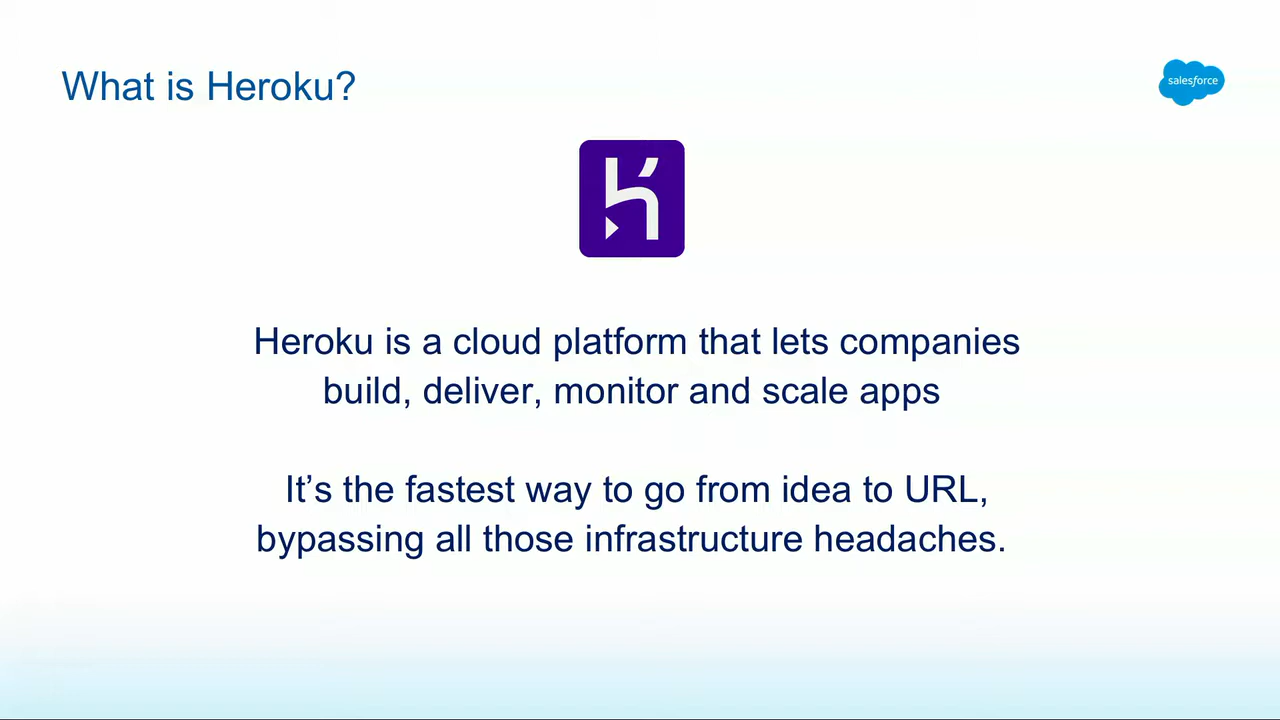 What is Heroku?
salesforce
Heroku is a cloud platform that lets companies
build, deliver, monitor and scale apps
It’s the fastest way to go from idea to URL,
bypassing all those infrastructure headaches.